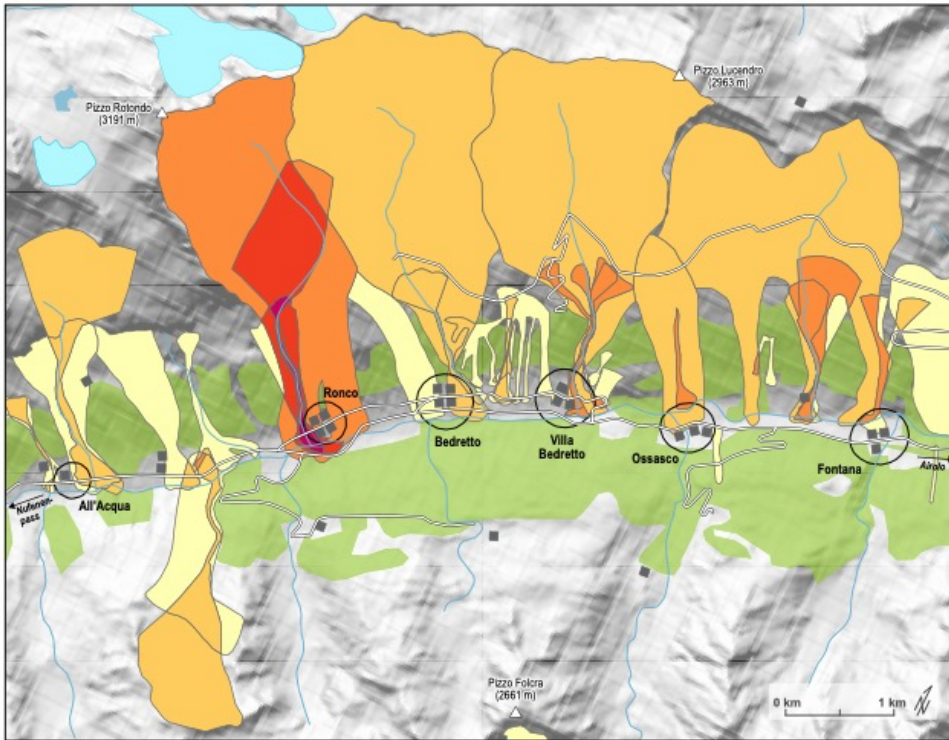 Pizzo Rotondo
(3191 m)
Pizzo Lucendro
(2963 m)
Ronco
Bedretto
Villa
Bedretto
Ossasco
Fontana
Airolo
All'Acqua
Nufenen-
pass
Pizzo Folcra
(2661 m)
0 km
1 km
N